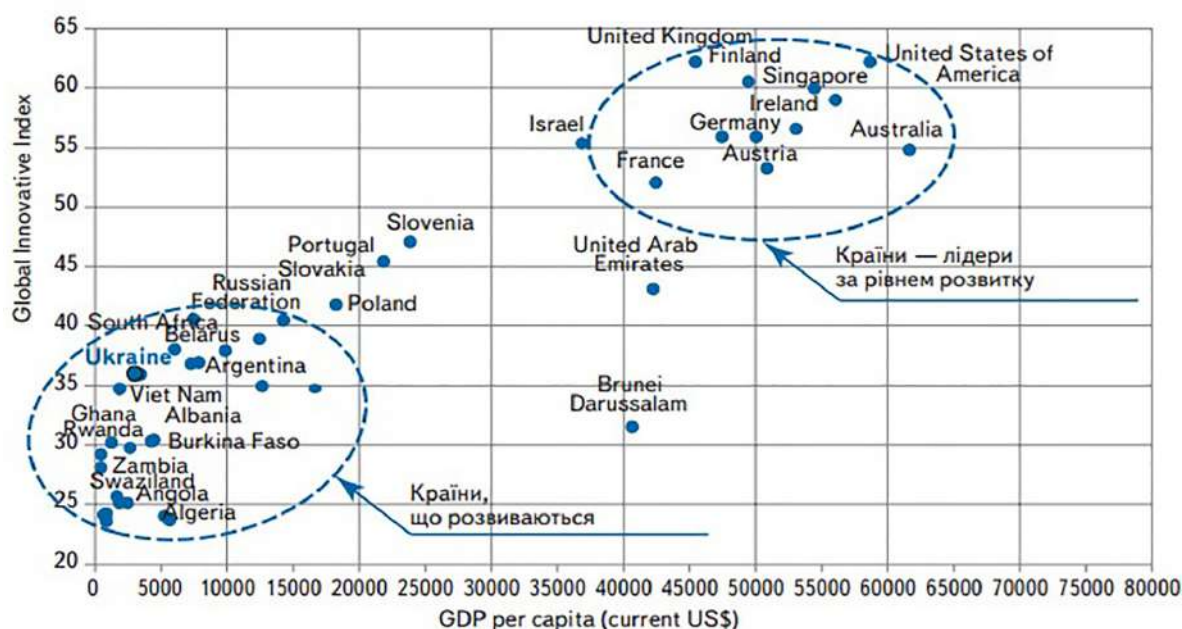 Global Innovative Index
65
60
55
50
45
40
35
30
25
20
United Kingdom
Finland
Singapore
United States of
America
Ireland
Israel
Germany
Australia
Austria
France
Slovenia
United Arab
Emirates
Portugal
Slovakia
Країни — лідери
за рівнем розвитку
Russian
Federation
Poland
South Africa
Belarus
Ukraine
Argentina
Viet Nam
Brunei
Darussalam
Ghana
Albania
Rwanda
Burkina Faso
Zambia
Swaziland
Angola
Algeria
Країни,
що розвиваються
0 5000 10000 15000 20000 25000 30000 35000 40000 45000 50000 55000 60000 65000 70000 75000 80000
GDP per capita (current US$)